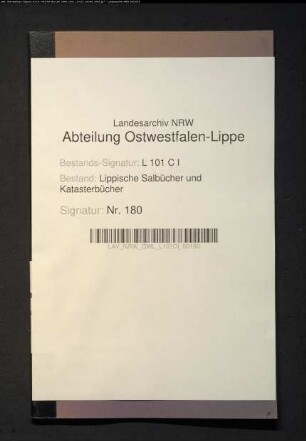 Landesarchiv NRW
Abteilung Ostwestfalen-Lippe
Bestands-Signatur: L 101 C I
Bestand: Lippische Salbücher und
Katasterbücher
Signatur: Nr. 180